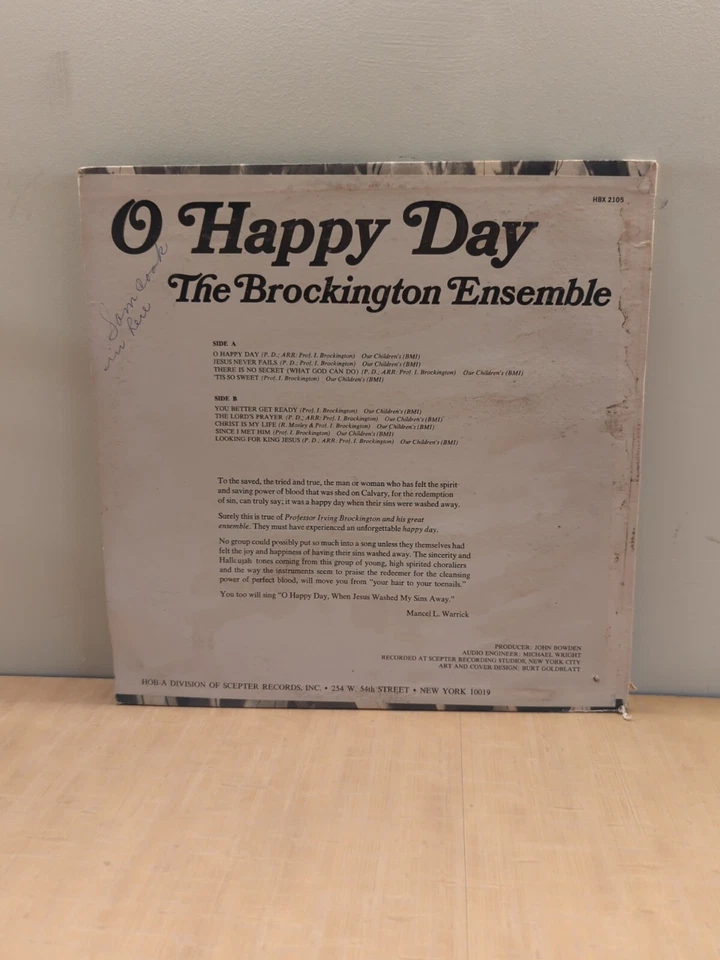 HBX 2105
O Happy Day
The Brockington Ensemble
Sam cook
in here
SIDE A
O HAPPY DAY (P. D.; ARR: Prof. I. Brockington) Our Children's (BMI)
JESUS NEVER FAILS (P. D.; ARR: Prof. I. Brockington) Our Children's (BMI)
THERE IS NO SECRET (WHAT GOD CAN DO) (P. D.; ARR: Prof. I. Brockington) Our Children's (BMI)
'TIS SO SWEET (Prof. I. Brockington) Our Children's (BMI)
SIDE B
YOU BETTER GET READY (Prof. I. Brockington) Our Children's (BMI)
THE LORD'S PRAYER (P. D.; ARR: Prof. I. Brockington) Our Children's (BMI)
CHRIST IS MY LIFE (R. Mosley & Prof. I. Brockington) Our Children's (BMI)
SINCE I MET HIM (Prof. I. Brockington) Our Children's (BMI)
LOOKING FOR KING JESUS (P. D.; ARR: Prof. I. Brockington) Our Children's (BMI)
To the saved, the tried and true, the man or woman who has felt the spirit
and saving power of blood that was shed on Calvary, for the redemption
of sin, can truly say; it was a happy day when their sins were washed away.
Surely this is true of Professor Irving Brockington and his great
ensemble. They must have experienced an unforgettable happy day.
No group could possibly put so much into a song unless they themselves had
felt the joy and happiness of having their sins washed away. The sincerity and
Hallelujah tones coming from this group of young, high spirited choraliers
and the way the instruments seem to praise the redeemer for the cleansing
power of perfect blood, will move you from "your hair to your toenails."
You too will sing "O Happy Day, When Jesus Washed My Sins Away."
Mancel L. Warrick
PRODUCER: JOHN BOWDEN
AUDIO ENGINEER: MICHAEL WRIGHT
RECORDED AT SCEPTER RECORDING STUDIOS, NEW YORK CITY
ART AND COVER DESIGN: BURT GOLDBLATT
HOB-A DIVISION OF SCEPTER RECORDS, INC. • 254 W. 54th STREET • NEW YORK 10019